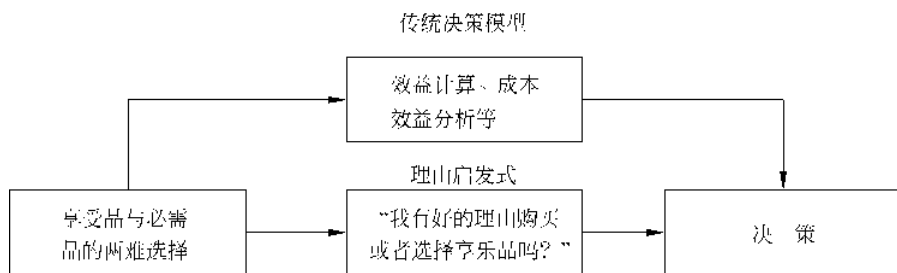 传统决策模型
效益计算、成本
效益分析等
理由启发式
享受品与必需
品的两难选择
“我有好的理由购买
或者选择享乐品吗？”
决 策